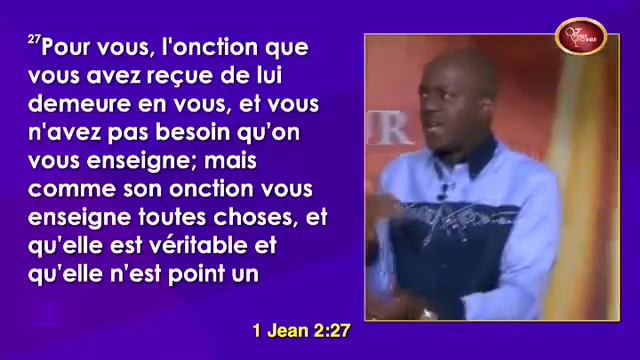 27Pour vous, l'onction que
vous avez reçue de lui
demeure en vous, et vous
n'avez pas besoin qu'on
vous enseigne; mais
comme son onction vous
enseigne toutes choses, et
qu'elle est véritable et
qu'elle n'est point un
UR
1 Jean 2:27